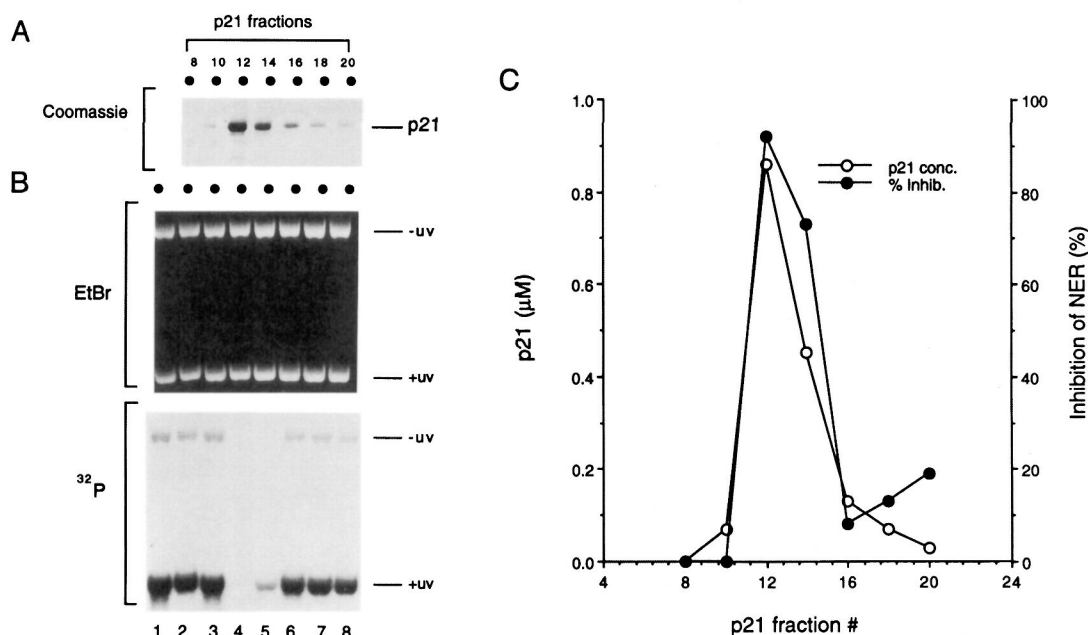 A
p21 fractions
8 10 12 14 16 18 20
Coomassie
p21
B
EtBr
-uv
+uv
32P
-uv
+uv
1 2 3 4 5 6 7 8
C
p21 conc.
% Inhib.
p21 (μM)
1.0
0.8
0.6
0.4
0.2
0.0
Inhibition of NER (%)
100
80
60
40
20
0
4 8 12 16 20 24
p21 fraction #